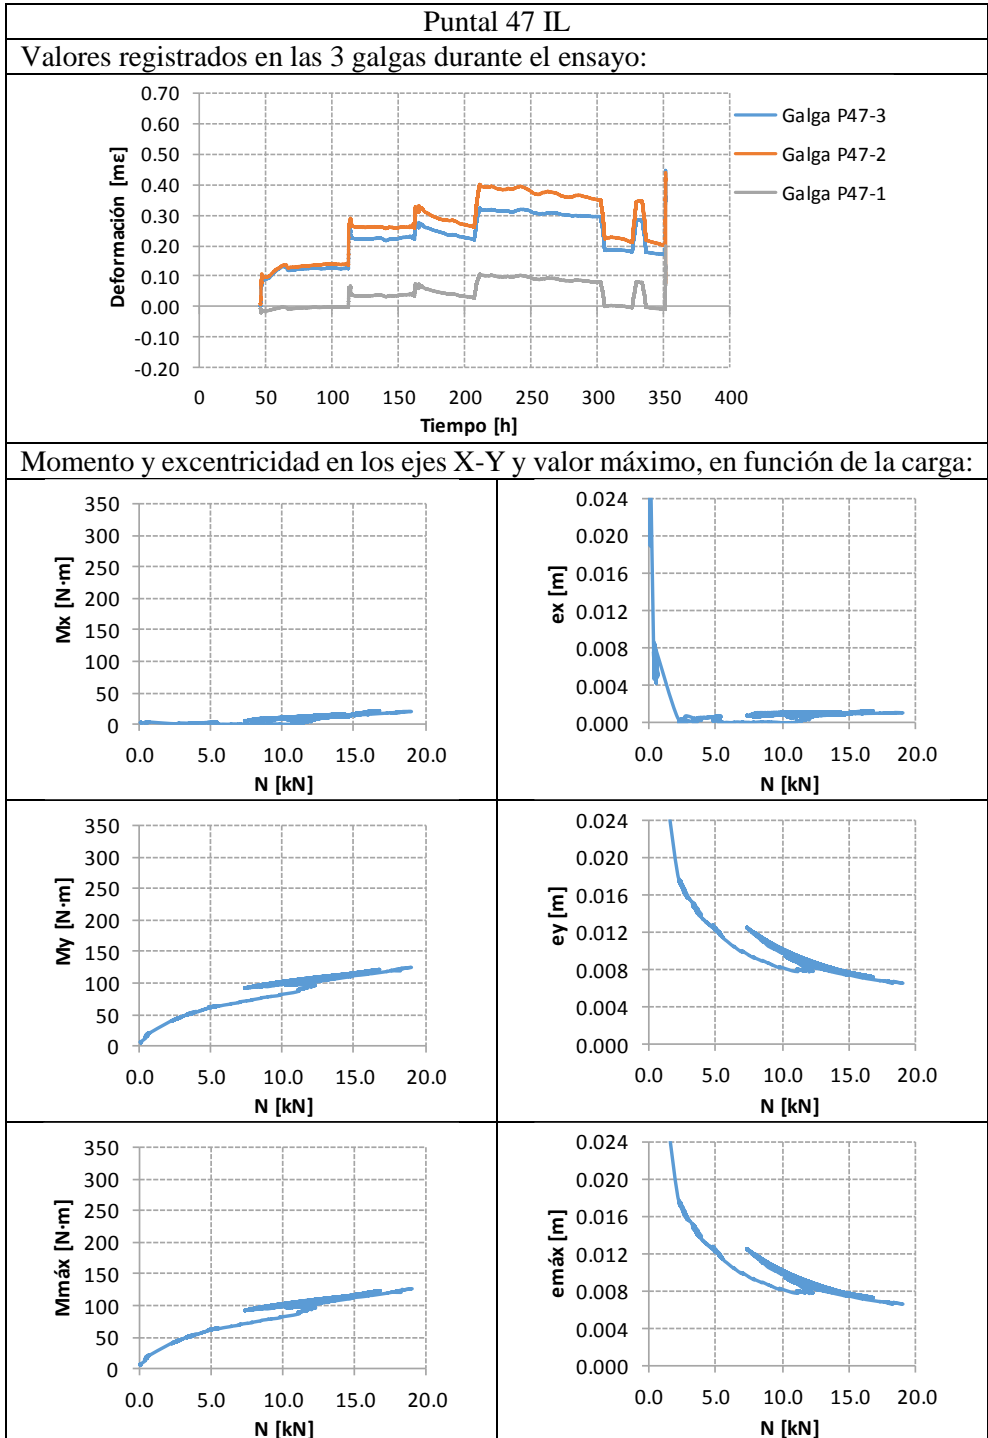 Puntal 47 IL
Valores registrados en las 3 galgas durante el ensayo:
0.70
0.60
0.50
0.40
0.30
0.20
0.10
0.00
-0.10
-0.20
Deformación [mε]
0 50 100 150 200 250 300 350 400
Tiempo [h]
Galga P47-3
Galga P47-2
Galga P47-1
Momento y excentricidad en los ejes X-Y y valor máximo, en función de la carga:
350
300
250
200
150
100
50
0
Mx [N·m]
0.0 5.0 10.0 15.0 20.0
N [kN]
0.024
0.020
0.016
0.012
0.008
0.004
0.000
ex [m]
0.0 5.0 10.0 15.0 20.0
N [kN]
350
300
250
200
150
100
50
0
My [N·m]
0.0 5.0 10.0 15.0 20.0
N [kN]
0.024
0.020
0.016
0.012
0.008
0.004
0.000
ey [m]
0.0 5.0 10.0 15.0 20.0
N [kN]
350
300
250
200
150
100
50
0
Mmáx [N·m]
0.0 5.0 10.0 15.0 20.0
N [kN]
0.024
0.020
0.016
0.012
0.008
0.004
0.000
emáx [m]
0.0 5.0 10.0 15.0 20.0
N [kN]